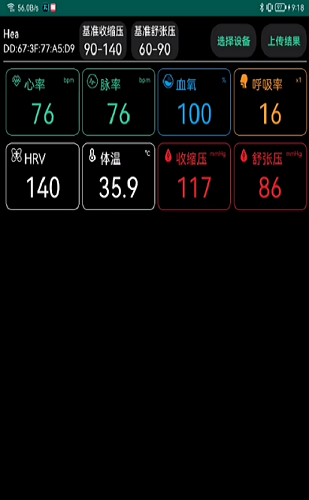 56.0B/s 9:18
Hea 基准收缩压 基准舒张压 选择设备 上传结果
DD:67:3F:77:A5:D9 90-140 60-90
心率 bpm 脉率 bpm 血氧 % 呼吸率
76 76 100 16
HRV 体温 ℃ 收缩压 mmHg 舒张压 mmHg
140 35.9 117 86